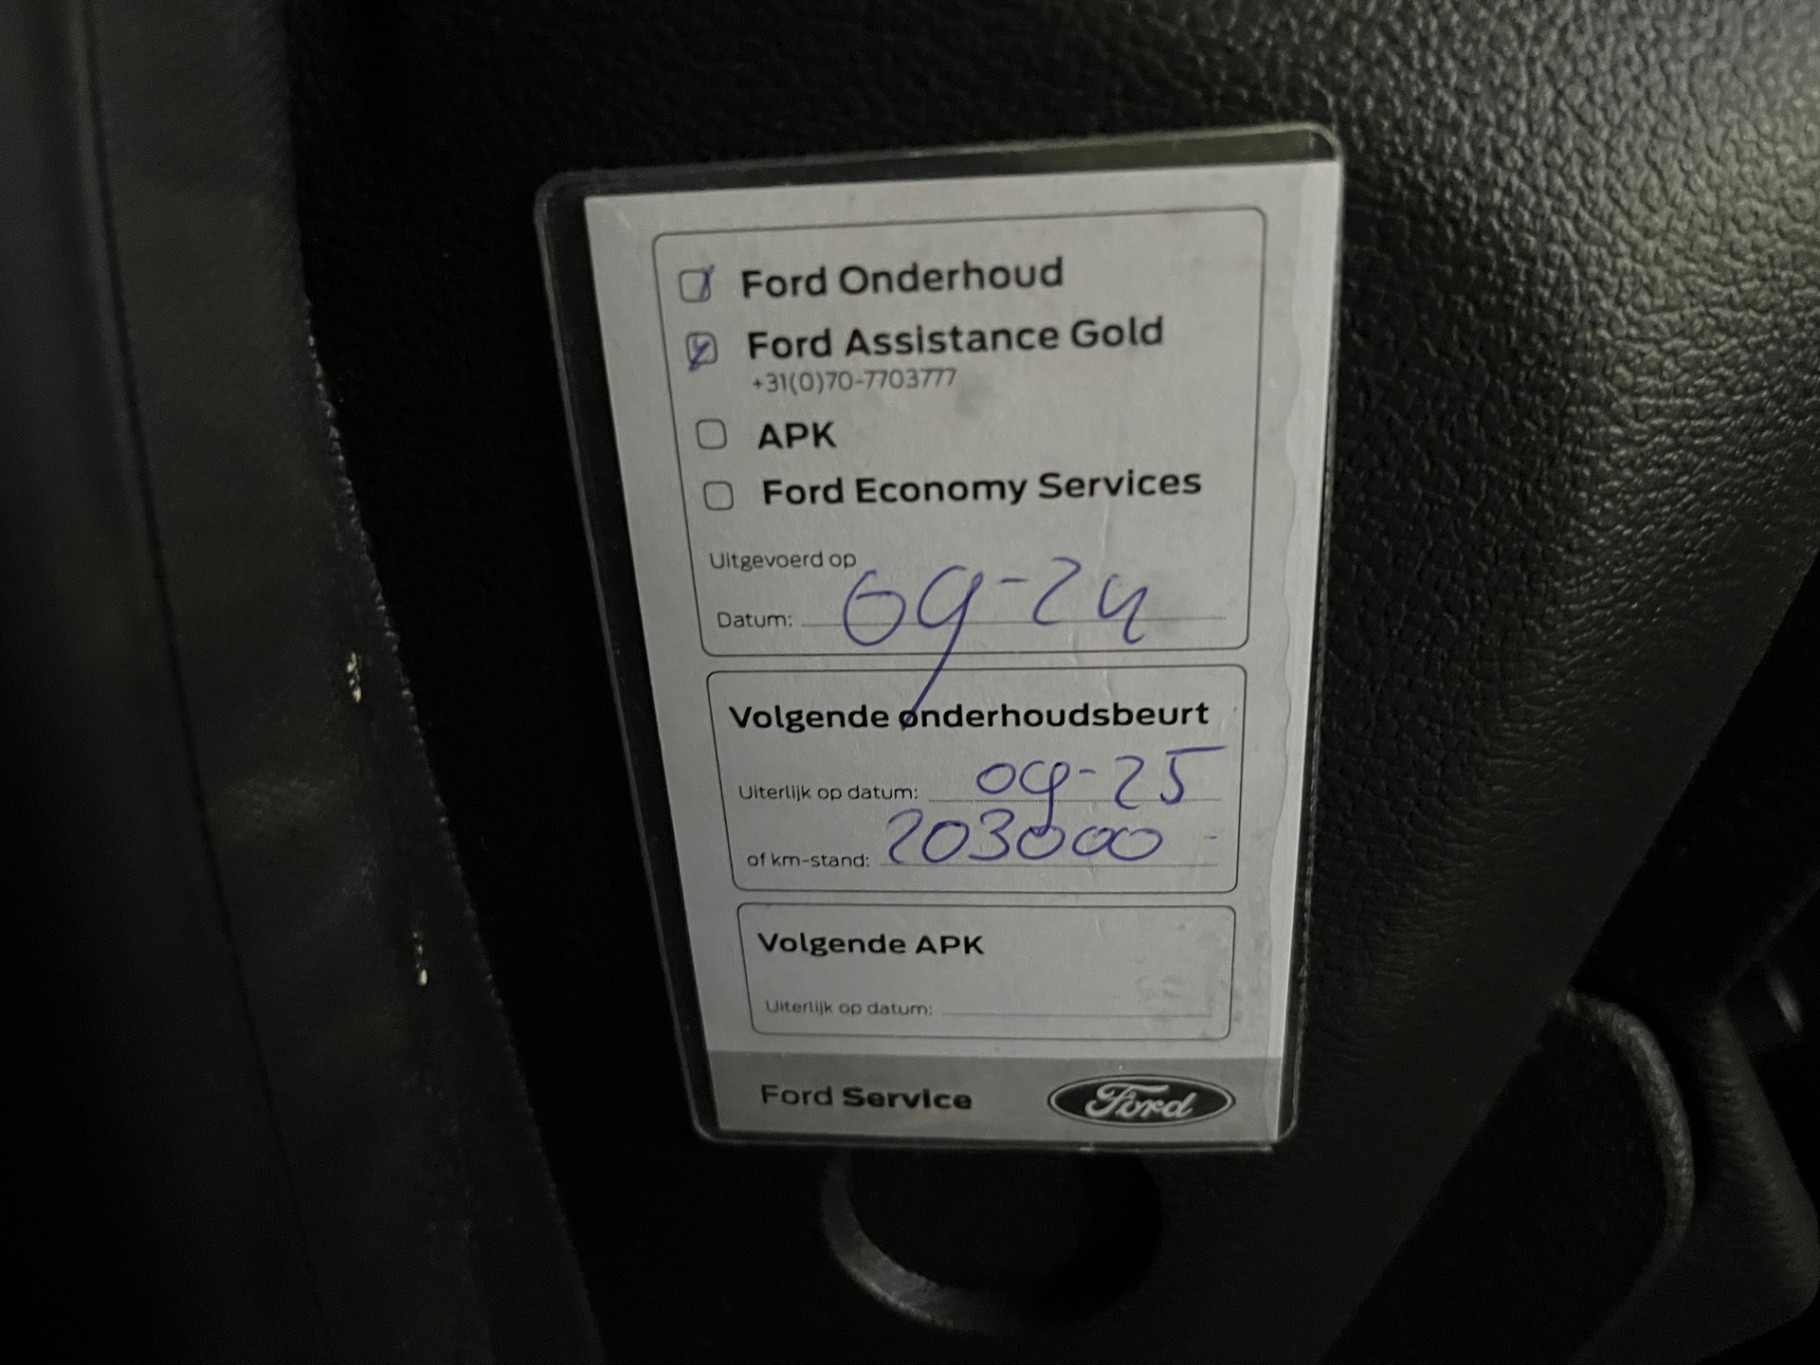 Ford Onderhoud
Ford Assistance Gold
+31(0)70-7703777
APK
Ford Economy Services
Uitgevoerd op
Datum: 09-24
Volgende onderhoudsbeurt
Uiterlijk op datum: 09-25
of km-stand: 203000
Volgende APK
Uiterlijk op datum:
Ford Service Ford